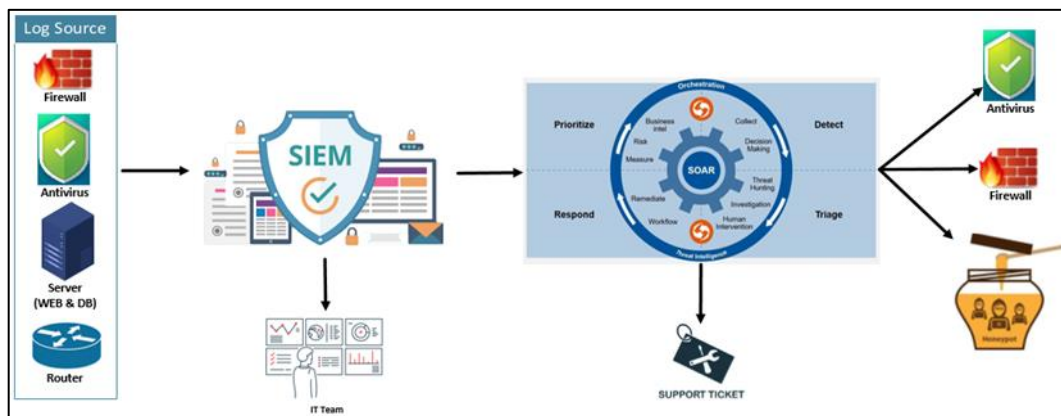 Log Source
Firewall
Antivirus
Server
(WEB & DB)
Router
SIEM
IT Team
Prioritize
Respond
Detect
Triage
Orchestration
Business
Intel
Risk
Measure
Remediate
Workflow
Collect
Decision
Making
Threat
Hunting
Investigation
Human
Intervention
SOAR
Threat Intelligence
SUPPORT TICKET
Antivirus
Firewall
Honeypot